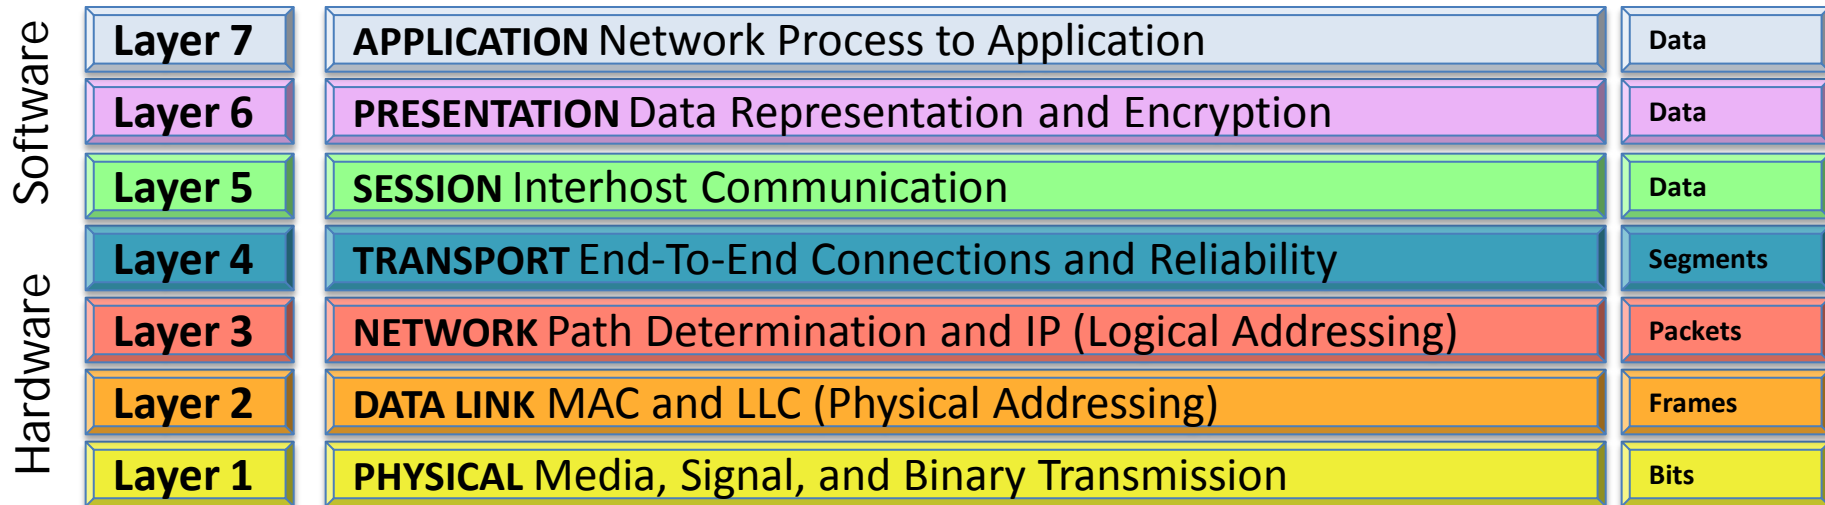 Software
Layer 7 APPLICATION Network Process to Application Data
Layer 6 PRESENTATION Data Representation and Encryption Data
Layer 5 SESSION Interhost Communication Data
Hardware
Layer 4 TRANSPORT End-To-End Connections and Reliability Segments
Layer 3 NETWORK Path Determination and IP (Logical Addressing) Packets
Layer 2 DATA LINK MAC and LLC (Physical Addressing) Frames
Layer 1 PHYSICAL Media, Signal, and Binary Transmission Bits